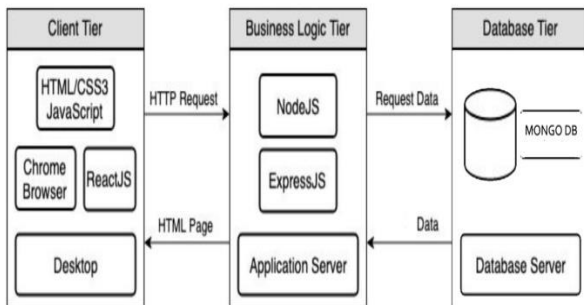 Client Tier
Business Logic Tier
Database Tier
HTML/CSS3
JavaScript
HTTP Request
NodeJS
Request Data
MONGO DB
Chrome
Browser
ReactJS
ExpressJS
HTML Page
Data
Desktop
Application Server
Database Server